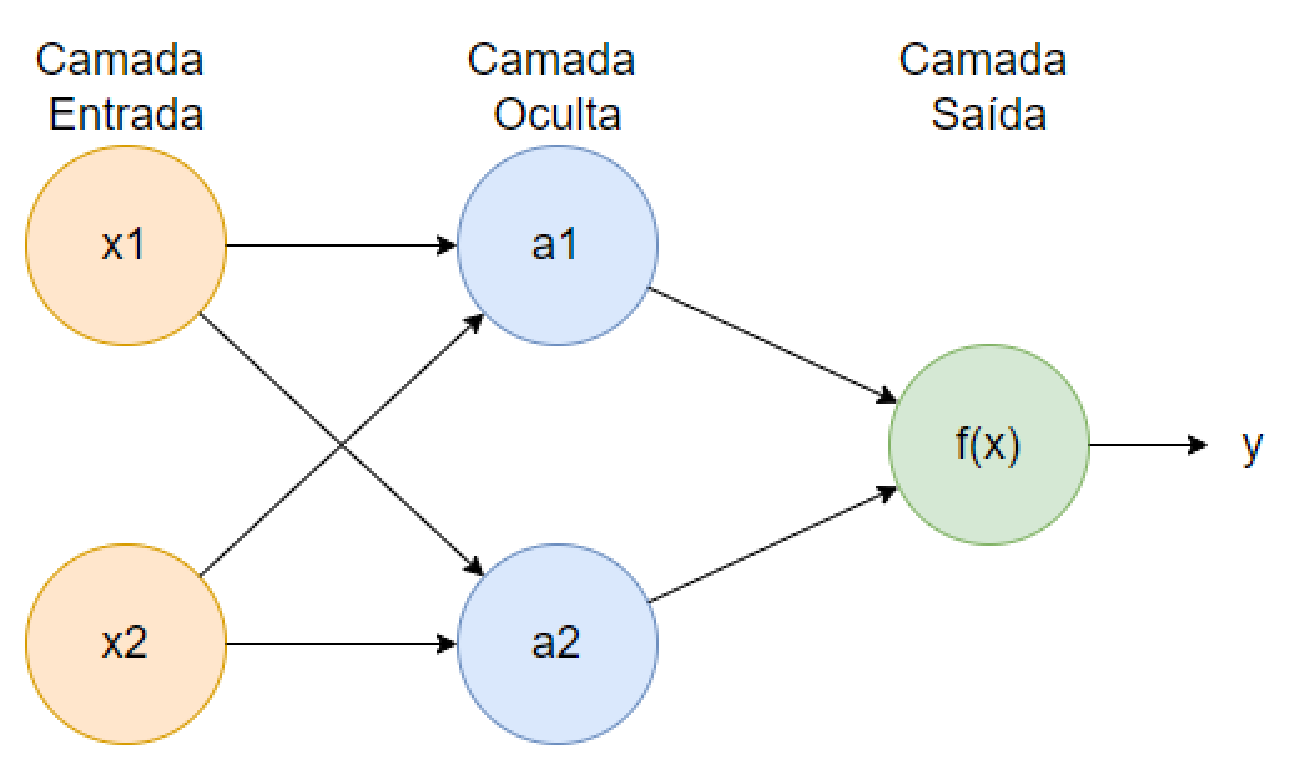 Camada
Entrada
Camada
Oculta
Camada
Saída
x1
a1
f(x)
y
x2
a2